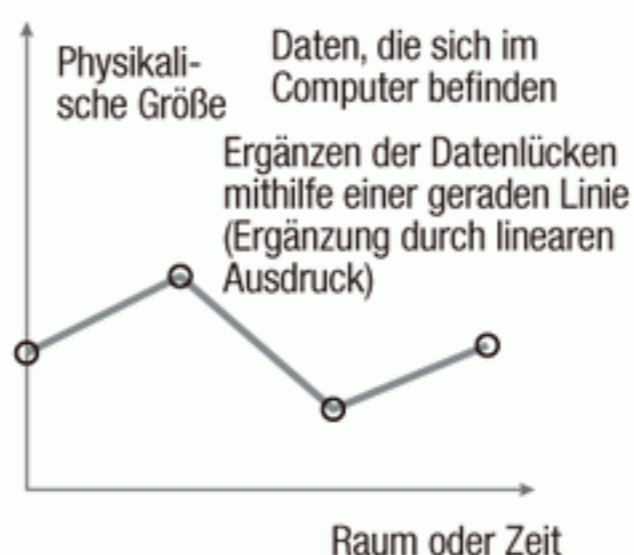 Physikali-
sche Größe
Daten, die sich im
Computer befinden
Ergänzen der Datenlücken
mithilfe einer geraden Linie
(Ergänzung durch linearen
Ausdruck)
Raum oder Zeit